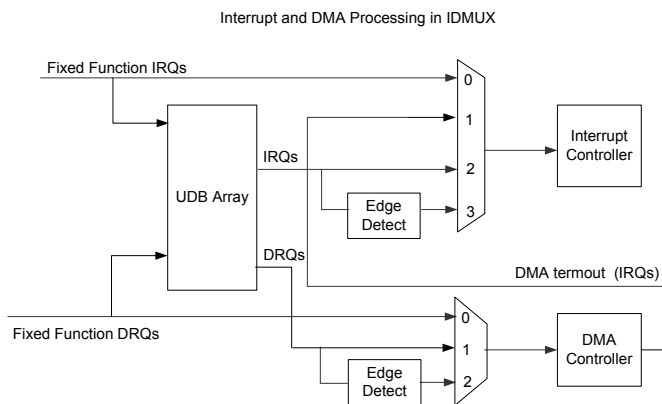 Interrupt and DMA Processing in IDMUX
Fixed Function IRQs
0
1
2
3
Interrupt
Controller
IRQs
UDB Array
Edge
Detect
DRQs
DMA termout (IRQs)
Fixed Function DRQs
0
1
2
DMA
Controller
Edge
Detect